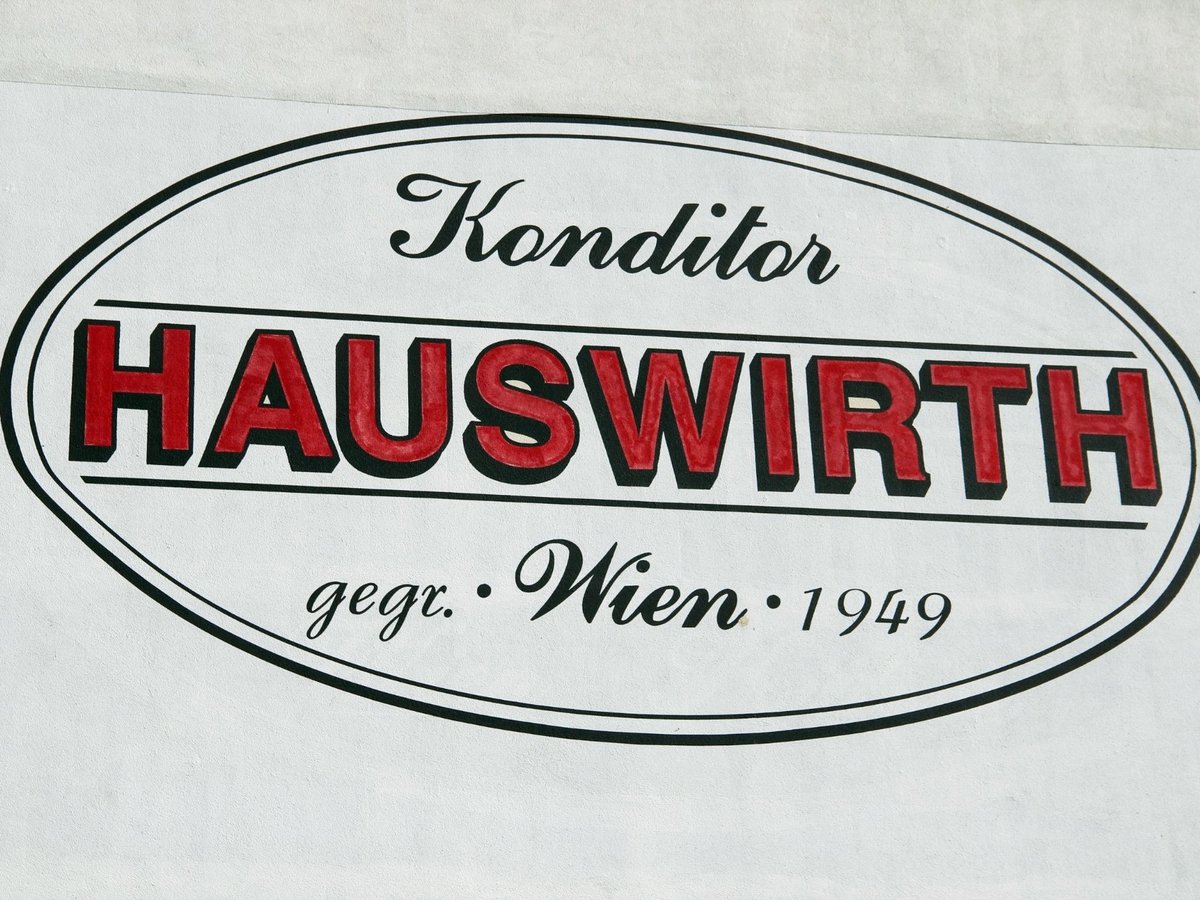 Konditor
HAUSWIRTH
gegr. · Wien · 1949